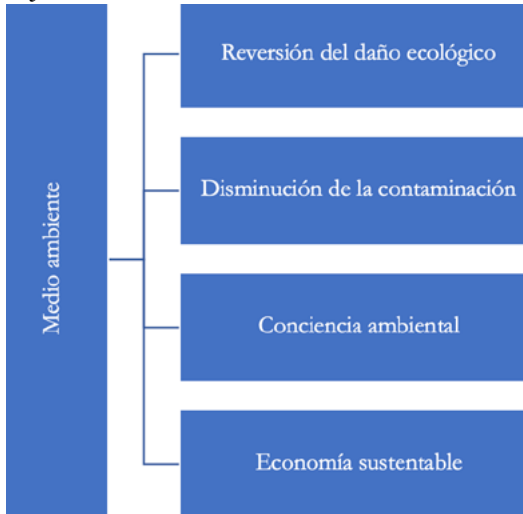 Medio ambiente
Reversión del daño ecológico
Disminución de la contaminación
Conciencia ambiental
Economía sustentable